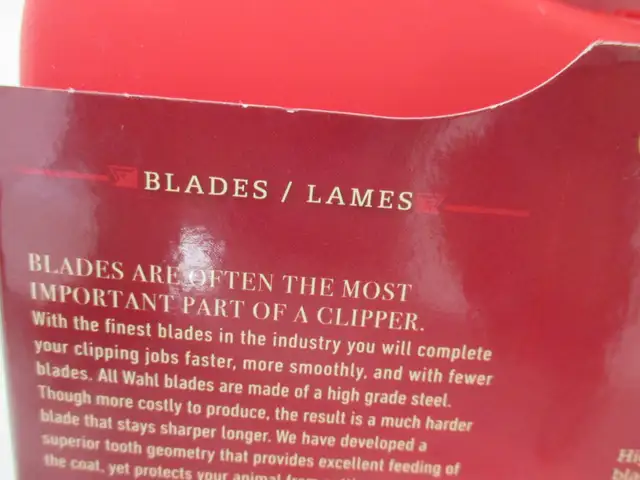 BLADES / LAMES
BLADES ARE OFTEN THE MOST
IMPORTANT PART OF A CLIPPER.
With the finest blades in the industry you will complete
your clipping jobs faster, more smoothly, and with fewer
blades. All Wahl blades are made of a high grade steel.
Though more costly to produce, the result is a much harder
blade that stays sharper longer. We have developed a
superior tooth geometry that provides excellent feeding of
the coat, yet protects your animal from